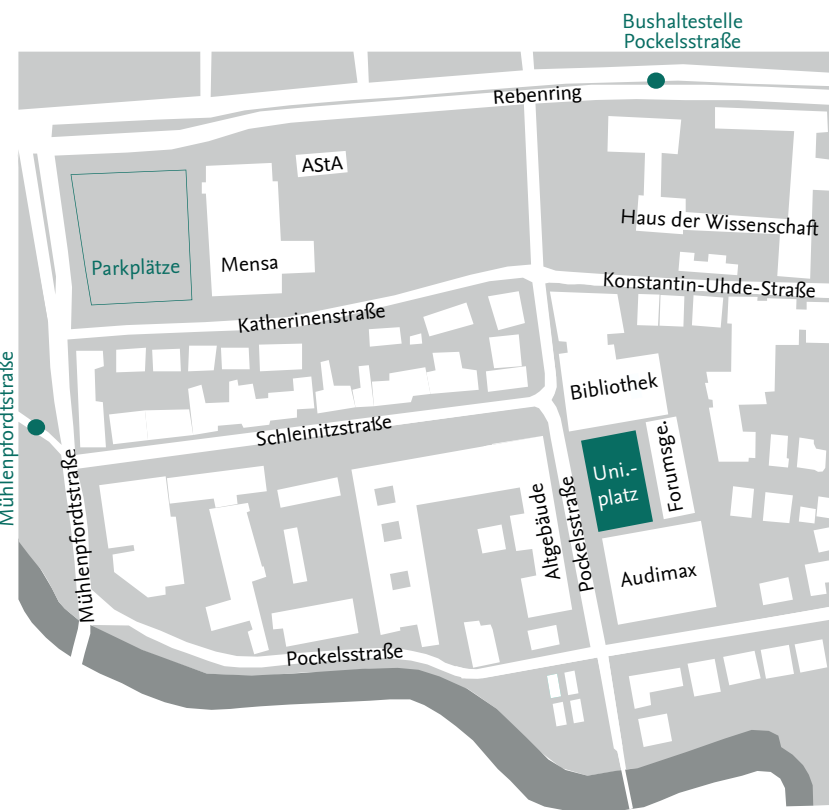 Bushaltestelle
Pockelsstraße
Rebenring
AStA
Haus der Wissenschaft
Mensa
Parkplätze
Konstantin-Uhde-Straße
Katherinenstraße
Bibliothek
Mühlenpfordtstraße
Schleinitzstraße
Forumsge.
Uni.-
platz
Mühlenpfordtstraße
Altgebäude
Pockelsstraße
Audimax
Pockelsstraße